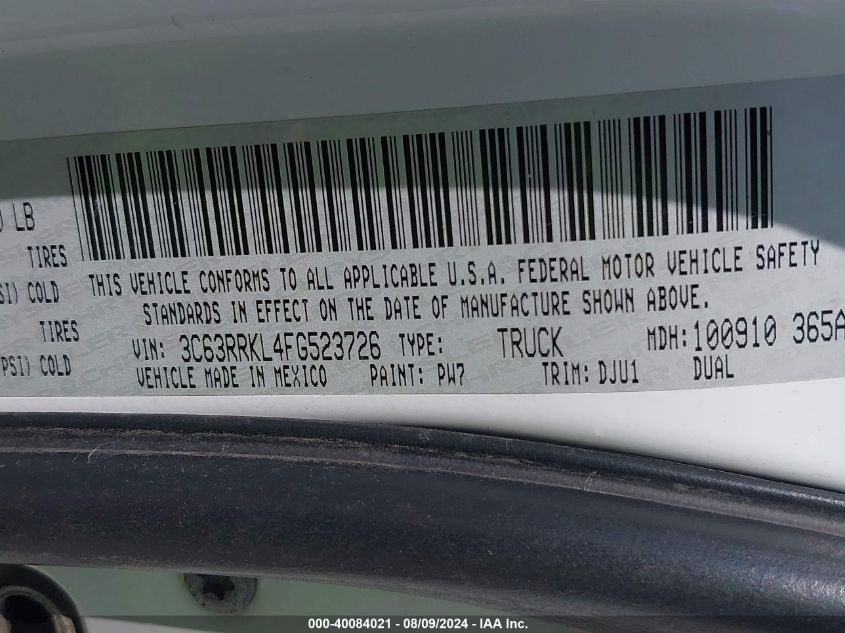 LB
TIRES
COLD
TIRES
PSI) COLD
THIS VEHICLE CONFORMS TO ALL APPLICABLE U.S.A. FEDERAL MOTOR VEHICLE SAFETY
STANDARDS IN EFFECT ON THE DATE OF MANUFACTURE SHOWN ABOVE.
VIN: 3C63RRKL4FG523726 TYPE: TRUCK MDH: 100910 365A
VEHICLE MADE IN MEXICO PAINT: PW7 TRIM: DJU1 DUAL
000-40084021 - 08/09/2024 - IAA Inc.